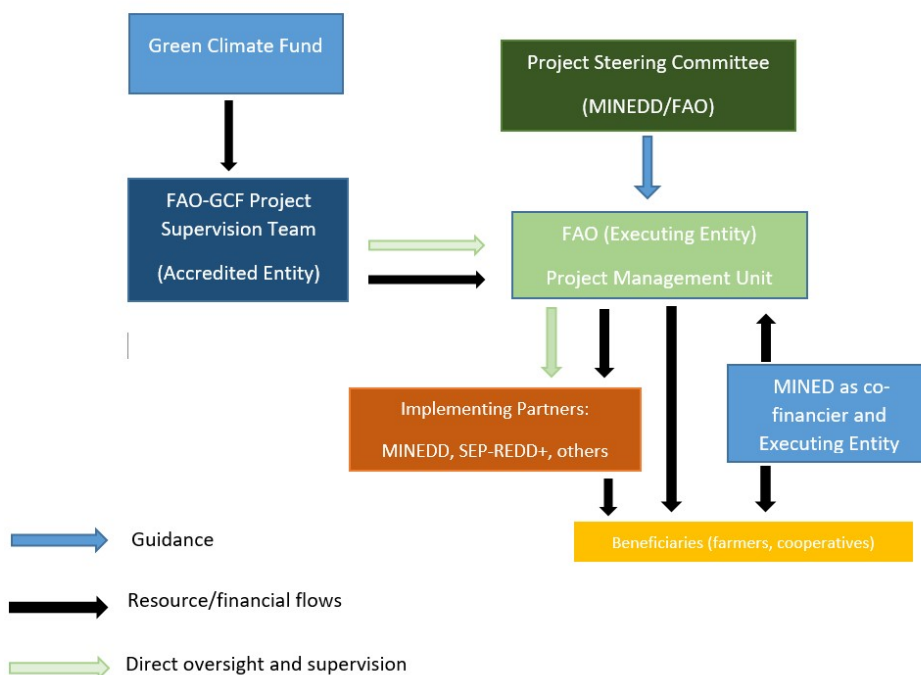 Green Climate Fund
Project Steering Committee
(MINEDD/FAO)
FAO-GCF Project
Supervision Team
(Accredited Entity)
FAO (Executing Entity)
Project Management Unit
Implementing Partners:
MINEDD, SEP-REDD+, others
MINED as co-
financier and
Executing Entity
Beneficiaries (farmers, cooperatives)
Guidance
Resource/financial flows
Direct oversight and supervision